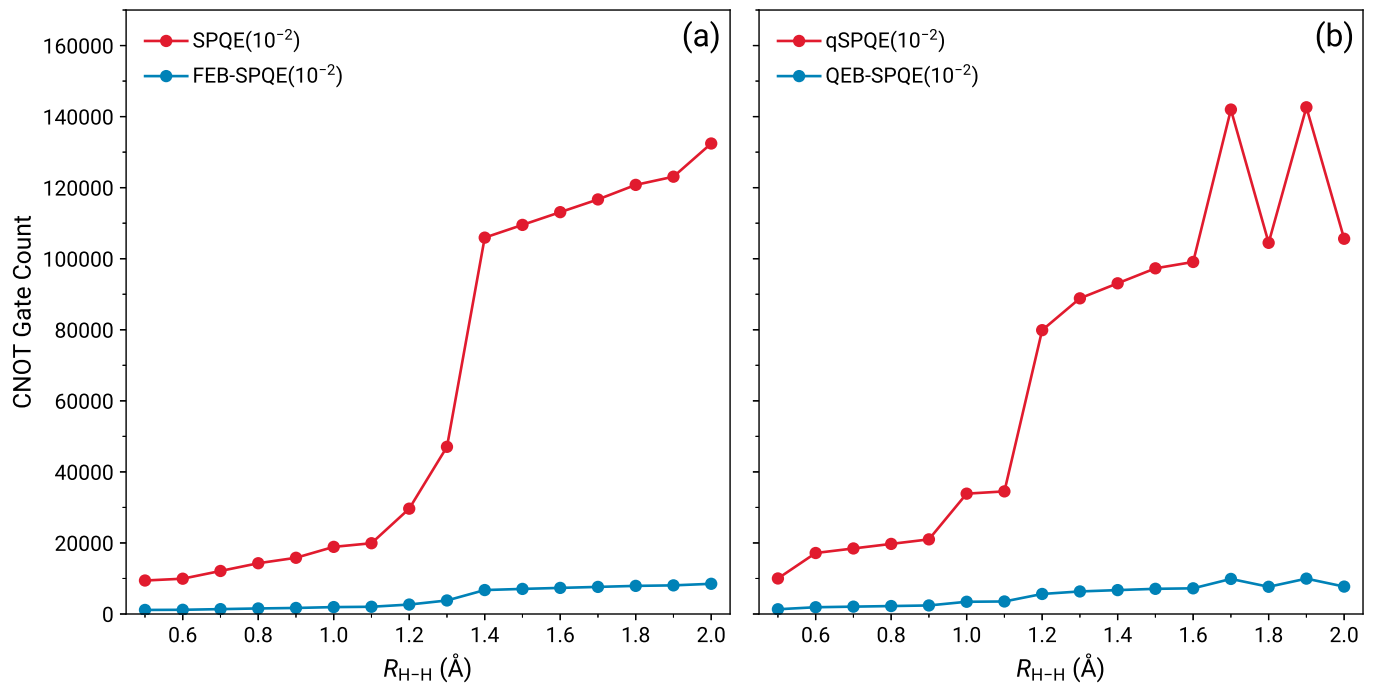 (a)
SPQE(10⁻²)
FEB-SPQE(10⁻²)
(b)
qSPQE(10⁻²)
QEB-SPQE(10⁻²)
CNOT Gate Count
160000
140000
120000
100000
80000
60000
40000
20000
0
0.6 0.8 1.0 1.2 1.4 1.6 1.8 2.0
0.6 0.8 1.0 1.2 1.4 1.6 1.8 2.0
R_H−H (Å)
R_H−H (Å)